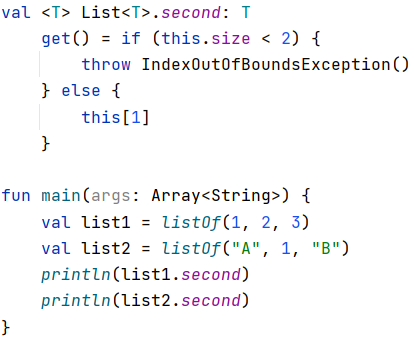 val <T> List<T>.second: T
    get() = if (this.size < 2) {
        throw IndexOutOfBoundsException()
    } else {
        this[1]
    }

fun main(args: Array<String>) {
    val list1 = listOf(1, 2, 3)
    val list2 = listOf("A", 1, "B")
    println(list1.second)
    println(list2.second)
}